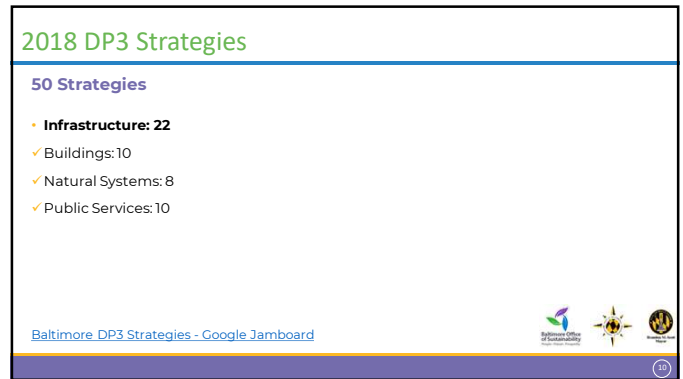 2018 DP3 Strategies
50 Strategies
• Infrastructure: 22
✓ Buildings: 10
✓ Natural Systems: 8
✓ Public Services: 10
Baltimore DP3 Strategies - Google Jamboard
Baltimore Office
of Sustainability
10